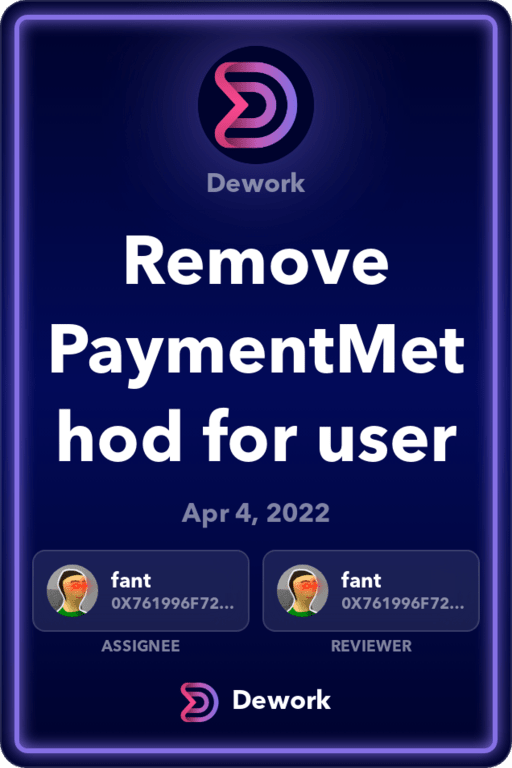 Dework
Remove
PaymentMet
hod for user
Apr 4, 2022
fant
0X761996F72...
ASSIGNEE
fant
0X761996F72...
REVIEWER
Dework